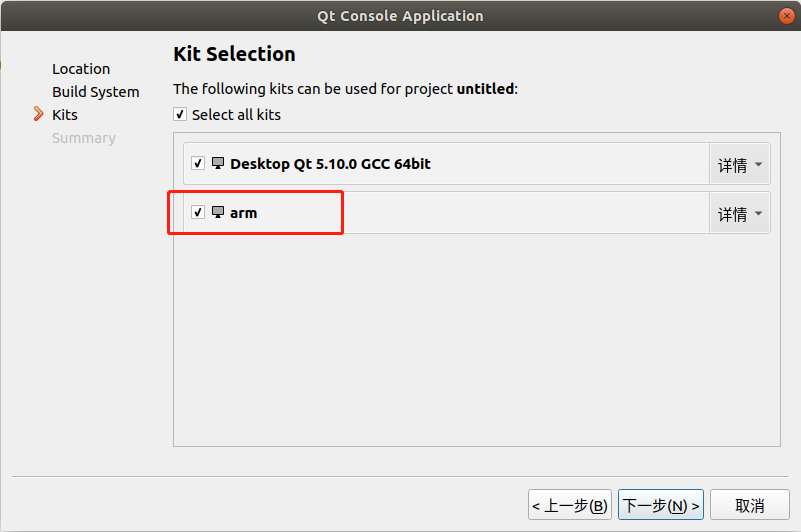 Qt Console Application
Location
Build System
Kits
Summary
Kit Selection
The following kits can be used for project untitled:
Select all kits
Desktop Qt 5.10.0 GCC 64bit
详情
arm
详情
< 上一步(B)
下一步(N) >
取消